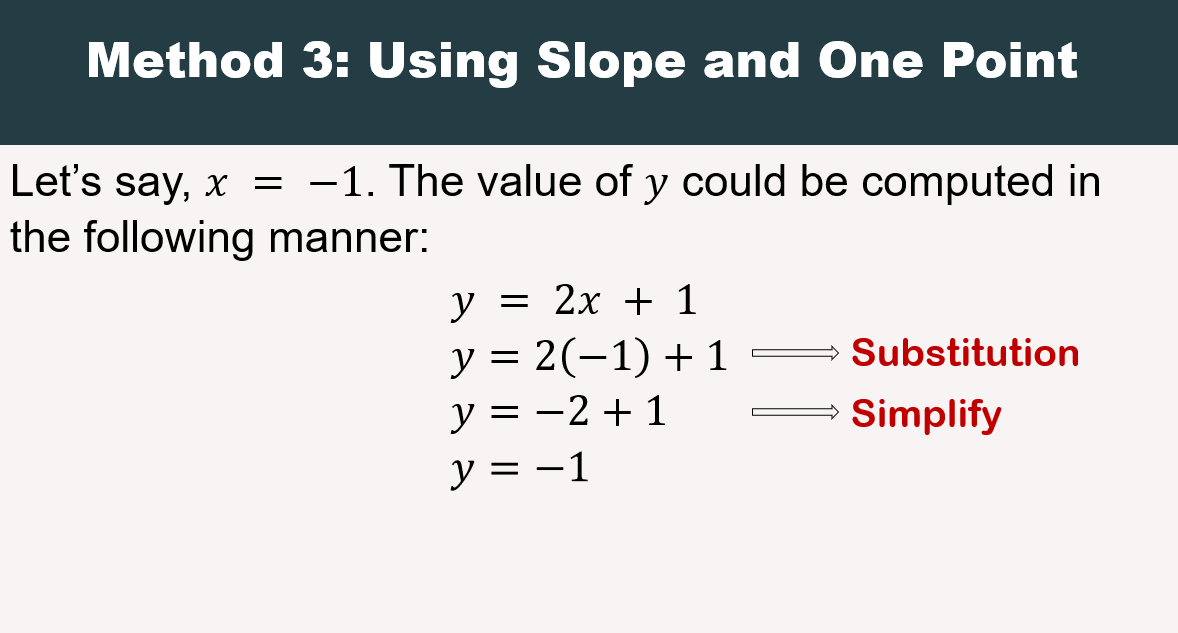 Method 3: Using Slope and One Point
Let’s say, x = −1. The value of y could be computed in
the following manner:
y = 2x + 1
y = 2(−1) + 1 ⟹ Substitution
y = −2 + 1 ⟹ Simplify
y = −1